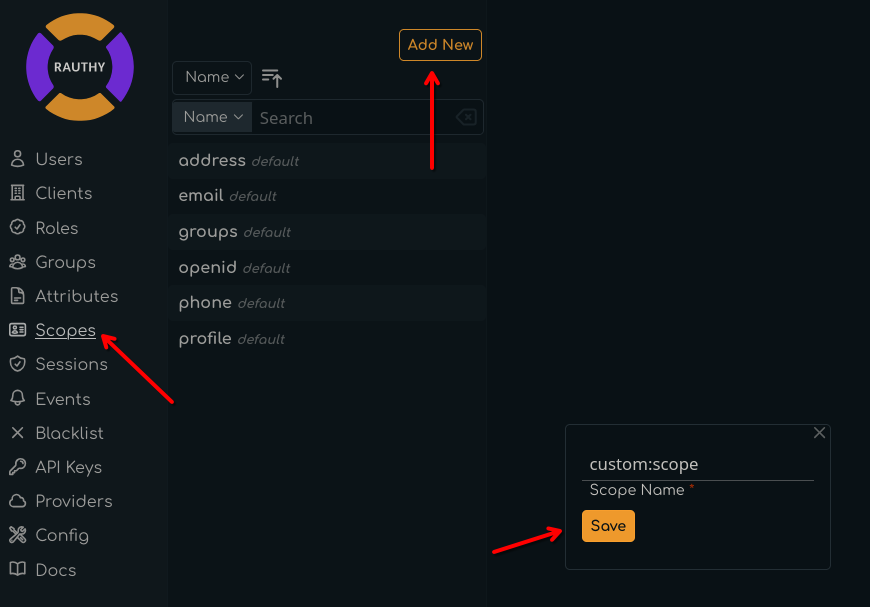 RAUTHY
Users
Clients
Roles
Groups
Attributes
Scopes
Sessions
Events
Blacklist
API Keys
Providers
Config
Docs
Add New
Name
Name Search
address default
email default
groups default
openid default
phone default
profile default
custom:scope
Scope Name *
Save